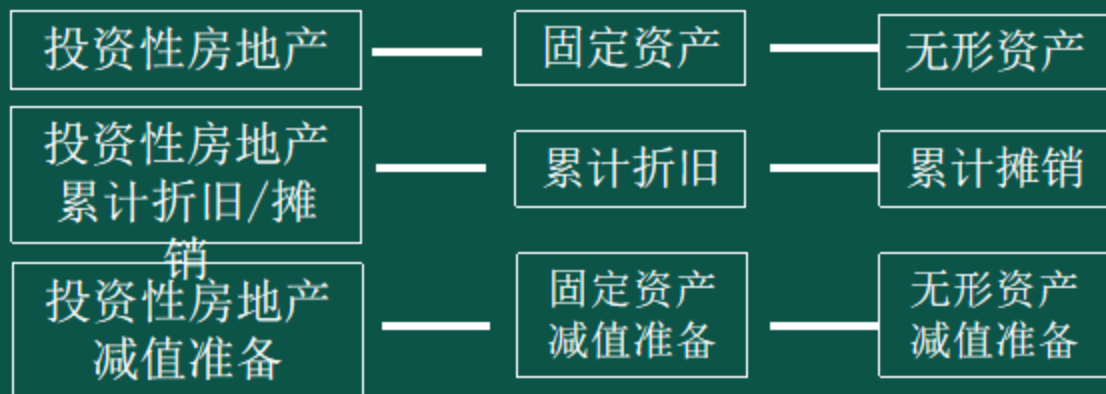 投资性房地产
固定资产
无形资产
投资性房地产
累计折旧/摊
销
累计折旧
累计摊销
投资性房地产
减值准备
固定资产
减值准备
无形资产
减值准备